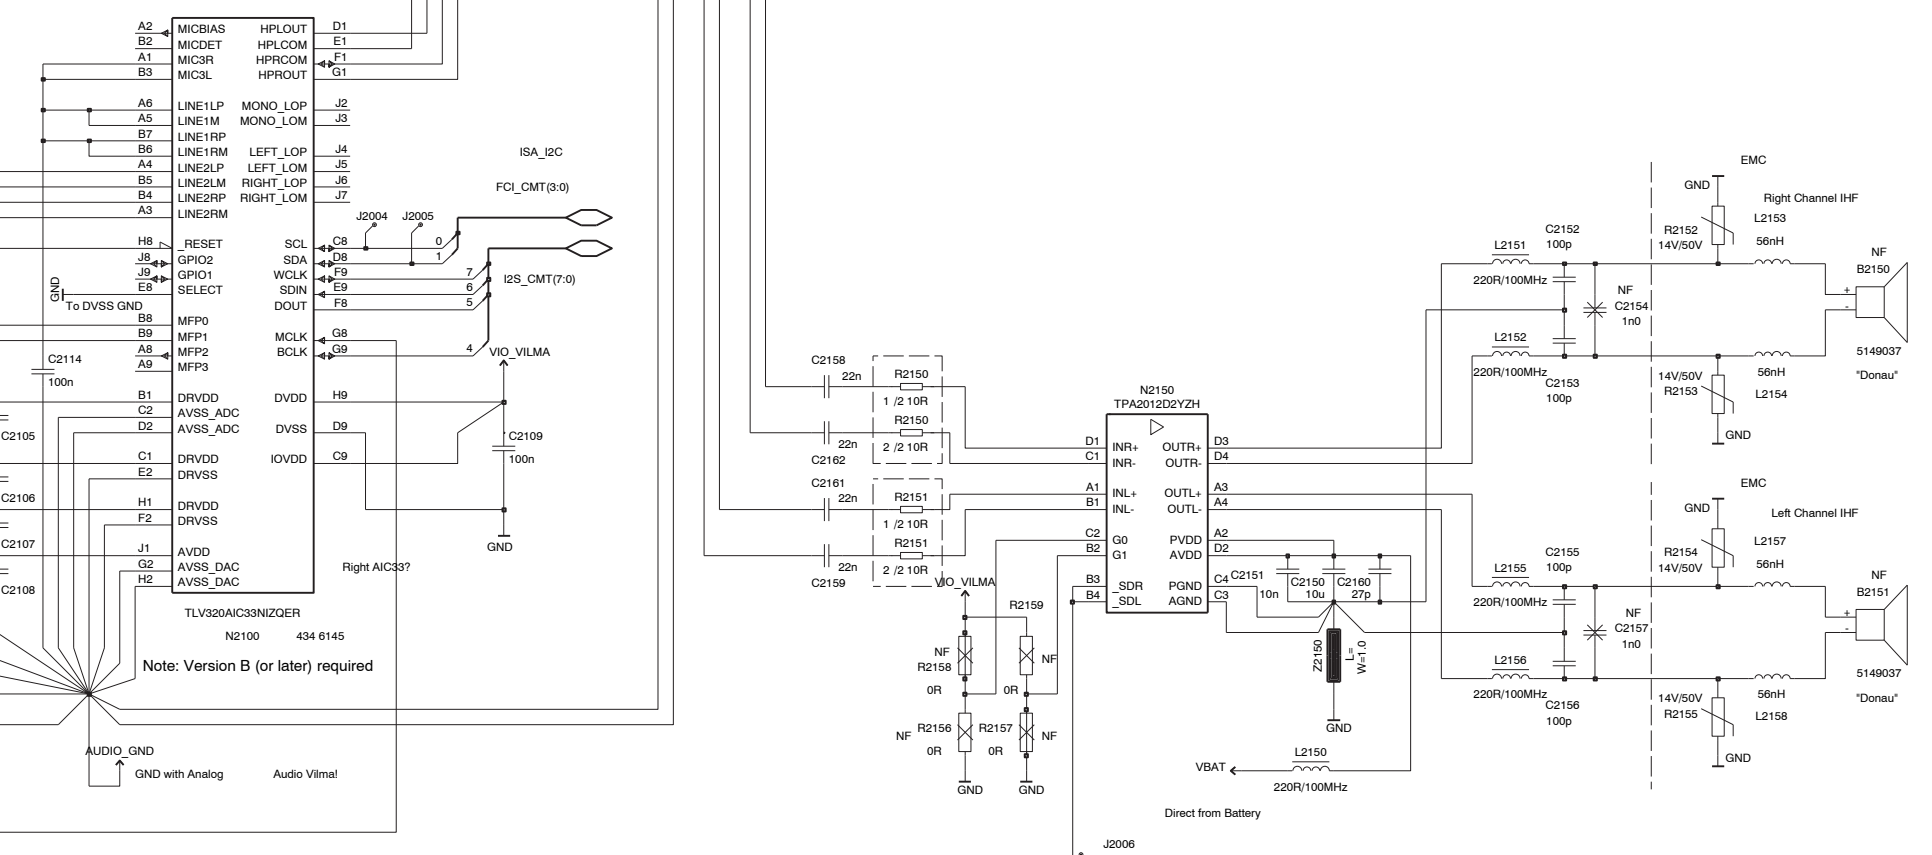 A2 MICBIAS HPLOUT D1
B2 MICDET HPLCOM E1
A1 MIC3R HPRCOM F1
B3 MIC3L HPROUT G1
A6 LINE1LP MONO_LOP J2
A5 LINE1M MONO_LOM J3
B7 LINE1RP
B6 LINE1RM LEFT_LOP J4
A4 LINE2LP LEFT_LOM J5
B5 LINE2LM RIGHT_LOP J6
B4 LINE2RP RIGHT_LOM J7
A3 LINE2RM
H8 _RESET SCL C8
J8 GPIO2 SDA D8
J9 GPIO1 WCLK F9
E8 SELECT SDIN E9
DOUT F8
B8 MFP0
B9 MFP1 MCLK G8
A8 MFP2 BCLK G9
A9 MFP3
B1 DRVDD DVDD H9
C2 AVSS_ADC
D2 AVSS_ADC DVSS D9
C1 DRVDD IOVDD C9
E2 DRVSS
H1 DRVDD
F2 DRVSS
J1 AVDD
G2 AVSS_DAC
H2 AVSS_DAC
TLV320AIC33NIZQER
N2100 434 6145
Note: Version B (or later) required
GND
To DVSS GND
C2114
100n
C2105
C2106
C2107
C2108
AUDIO_GND
GND with Analog Audio Vilma!
ISA_I2C
FCI_CMT(3:0)
J2004 J2005
0
1
7
6
5
4
I2S_CMT(7:0)
VIO_VILMA
C2109
100n
GND
Right AIC33?
C2158
22n
R2150
1 /2 10R
R2150
22n
2 /2 10R
C2162
C2161
22n
R2151
1 /2 10R
R2151
22n
2 /2 10R
C2159
VIO_VILMA
R2159
NF
R2158
NF
0R
0R
R2156
NF
R2157
NF
0R
0R
GND
GND
N2150
TPA2012D2YZH
D1 INR+ OUTR+ D3
C1 INR- OUTR- D4
A1 INL+ OUTL+ A3
B1 INL- OUTL- A4
C2 G0 PVDD A2
B2 G1 AVDD D2
B3 _SDR PGND C4
B4 _SDL AGND C3
C2151
10n
C2150
10u
C2160
27p
Z2150
L=
W=1.0
GND
L2150
VBAT
220R/100MHz
Direct from Battery
J2006
EMC
GND
Right Channel IHF
R2152
14V/50V
L2153
56nH
C2152
100p
L2151
220R/100MHz
NF
C2154
1n0
NF
B2150
+
-
L2152
220R/100MHz
C2153
100p
14V/50V
R2153
56nH
L2154
5149037
"Donau"
GND
EMC
GND
Left Channel IHF
R2154
14V/50V
L2157
56nH
C2155
100p
L2155
220R/100MHz
NF
C2157
1n0
NF
B2151
+
-
L2156
220R/100MHz
C2156
100p
14V/50V
R2155
56nH
L2158
5149037
"Donau"
GND